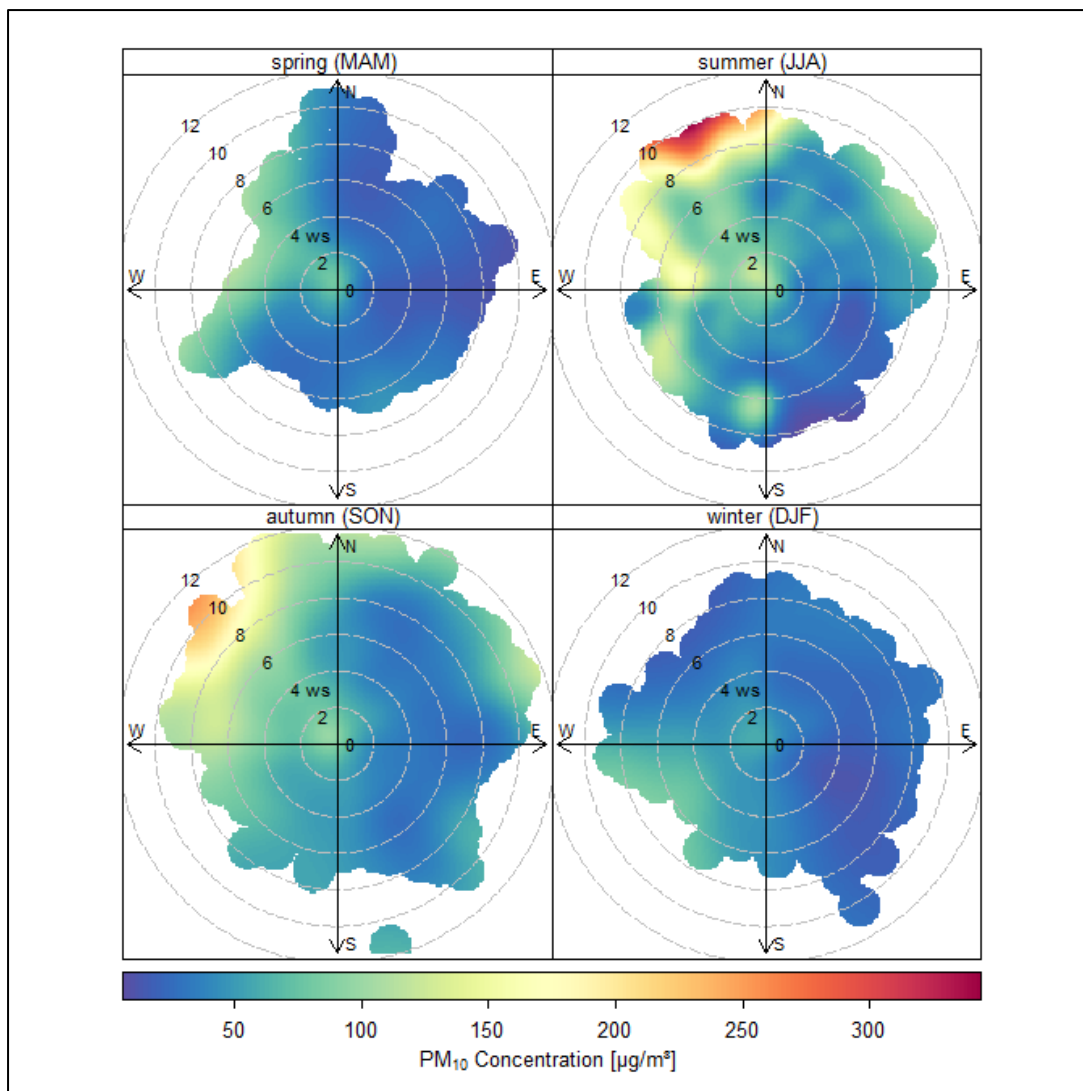 spring (MAM)
N
12
10
8
6
4 ws
2
W
E
0
S
summer (JJA)
N
12
10
8
6
4 ws
2
W
E
0
S
autumn (SON)
N
12
10
8
6
4 ws
2
W
E
0
S
winter (DJF)
N
12
10
8
6
4 ws
2
W
E
0
S
50 100 150 200 250 300
PM₁₀ Concentration [µg/m³]